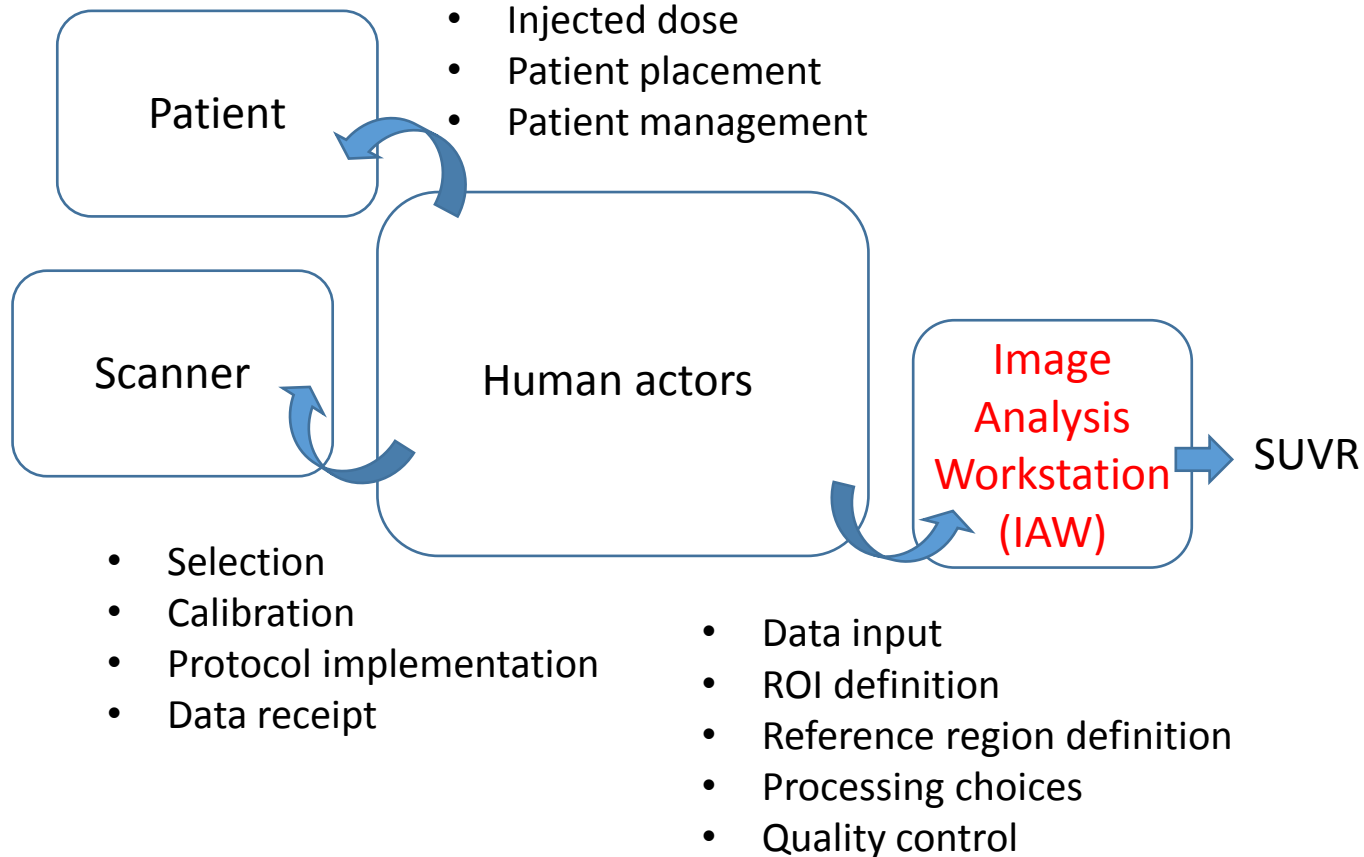 • Injected dose
• Patient placement
• Patient management
Patient
Scanner
Human actors
Image
Analysis
Workstation
(IAW)
SUVR
• Selection
• Calibration
• Protocol implementation
• Data receipt
• Data input
• ROI definition
• Reference region definition
• Processing choices
• Quality control